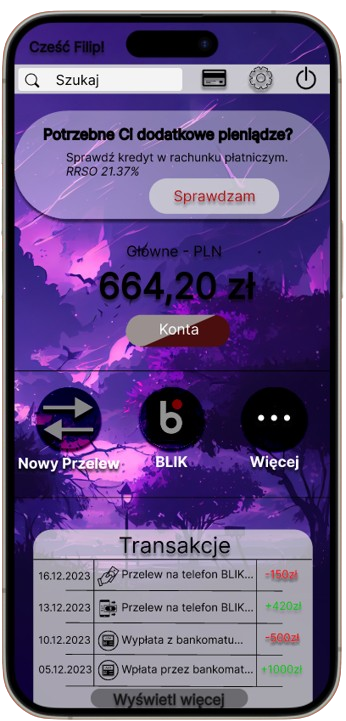 Cześć Filip!
Szukaj
Potrzebne Ci dodatkowe pieniądze?
Sprawdź kredyt w rachunku płatniczym.
RRSO 21.37%
Sprawdzam
Główne - PLN
664,20 zł
Konta
Nowy Przelew BLIK Więcej
Transakcje
16.12.2023 Przelew na telefon BLIK... -150zł
13.12.2023 Przelew na telefon BLIK... +420zł
10.12.2023 Wypłata z bankomatu... -500zł
05.12.2023 Wpłata przez bankomat... +1000zł
Wyświetl więcej